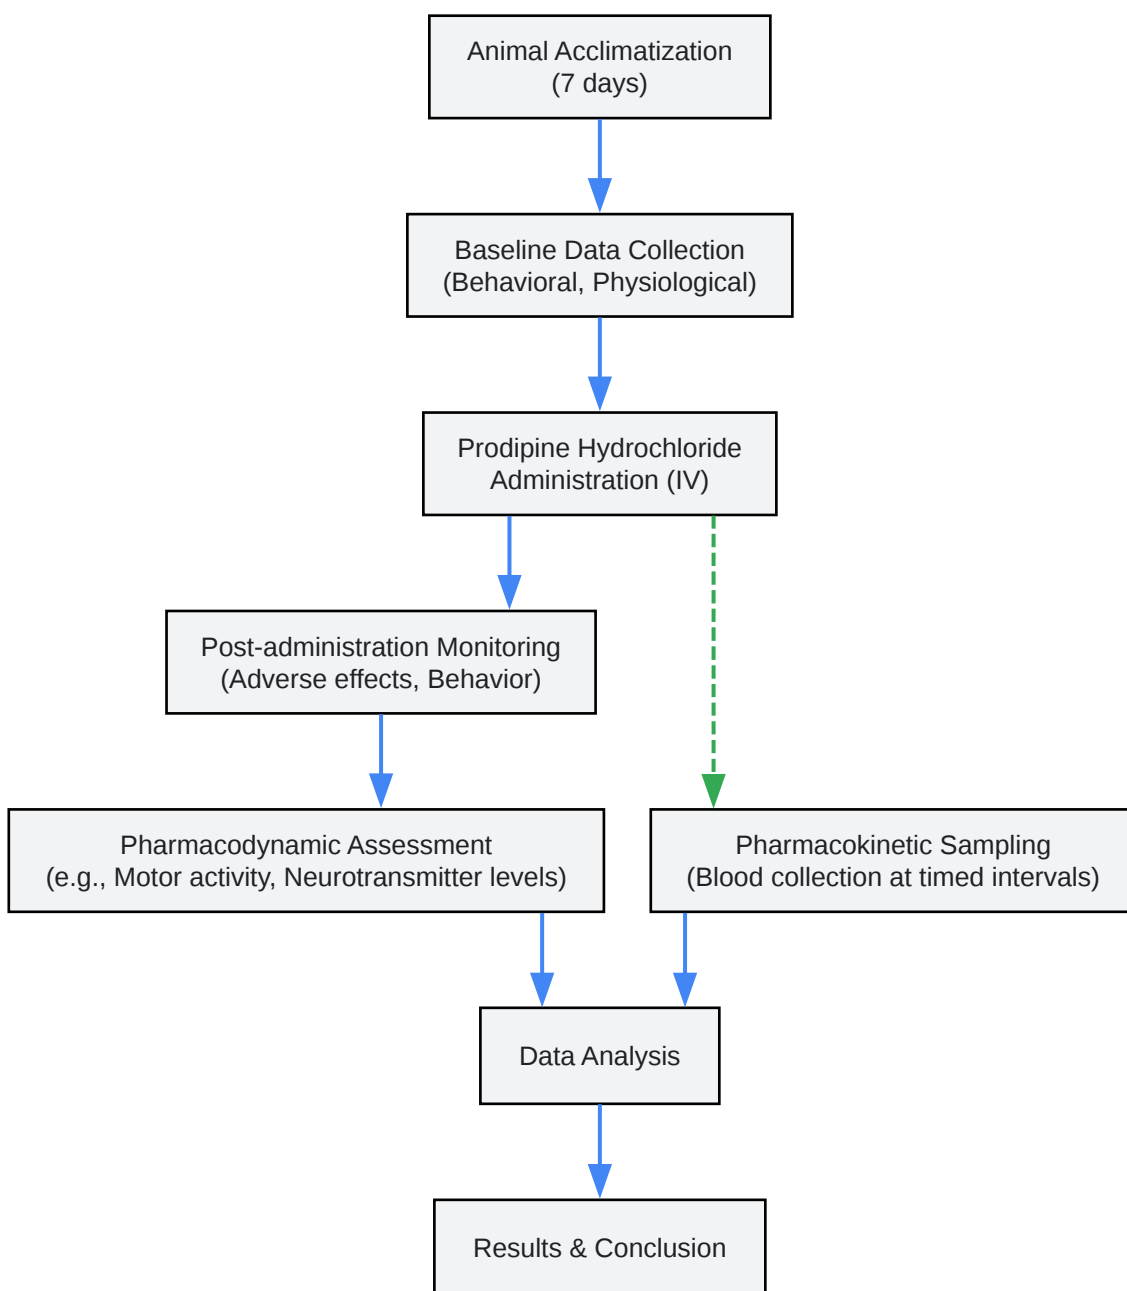 Animal Acclimatization
(7 days)
Baseline Data Collection
(Behavioral, Physiological)
Prodipine Hydrochloride
Administration (IV)
Post-administration Monitoring
(Adverse effects, Behavior)
Pharmacodynamic Assessment
(e.g., Motor activity, Neurotransmitter levels)
Pharmacokinetic Sampling
(Blood collection at timed intervals)
Data Analysis
Results & Conclusion